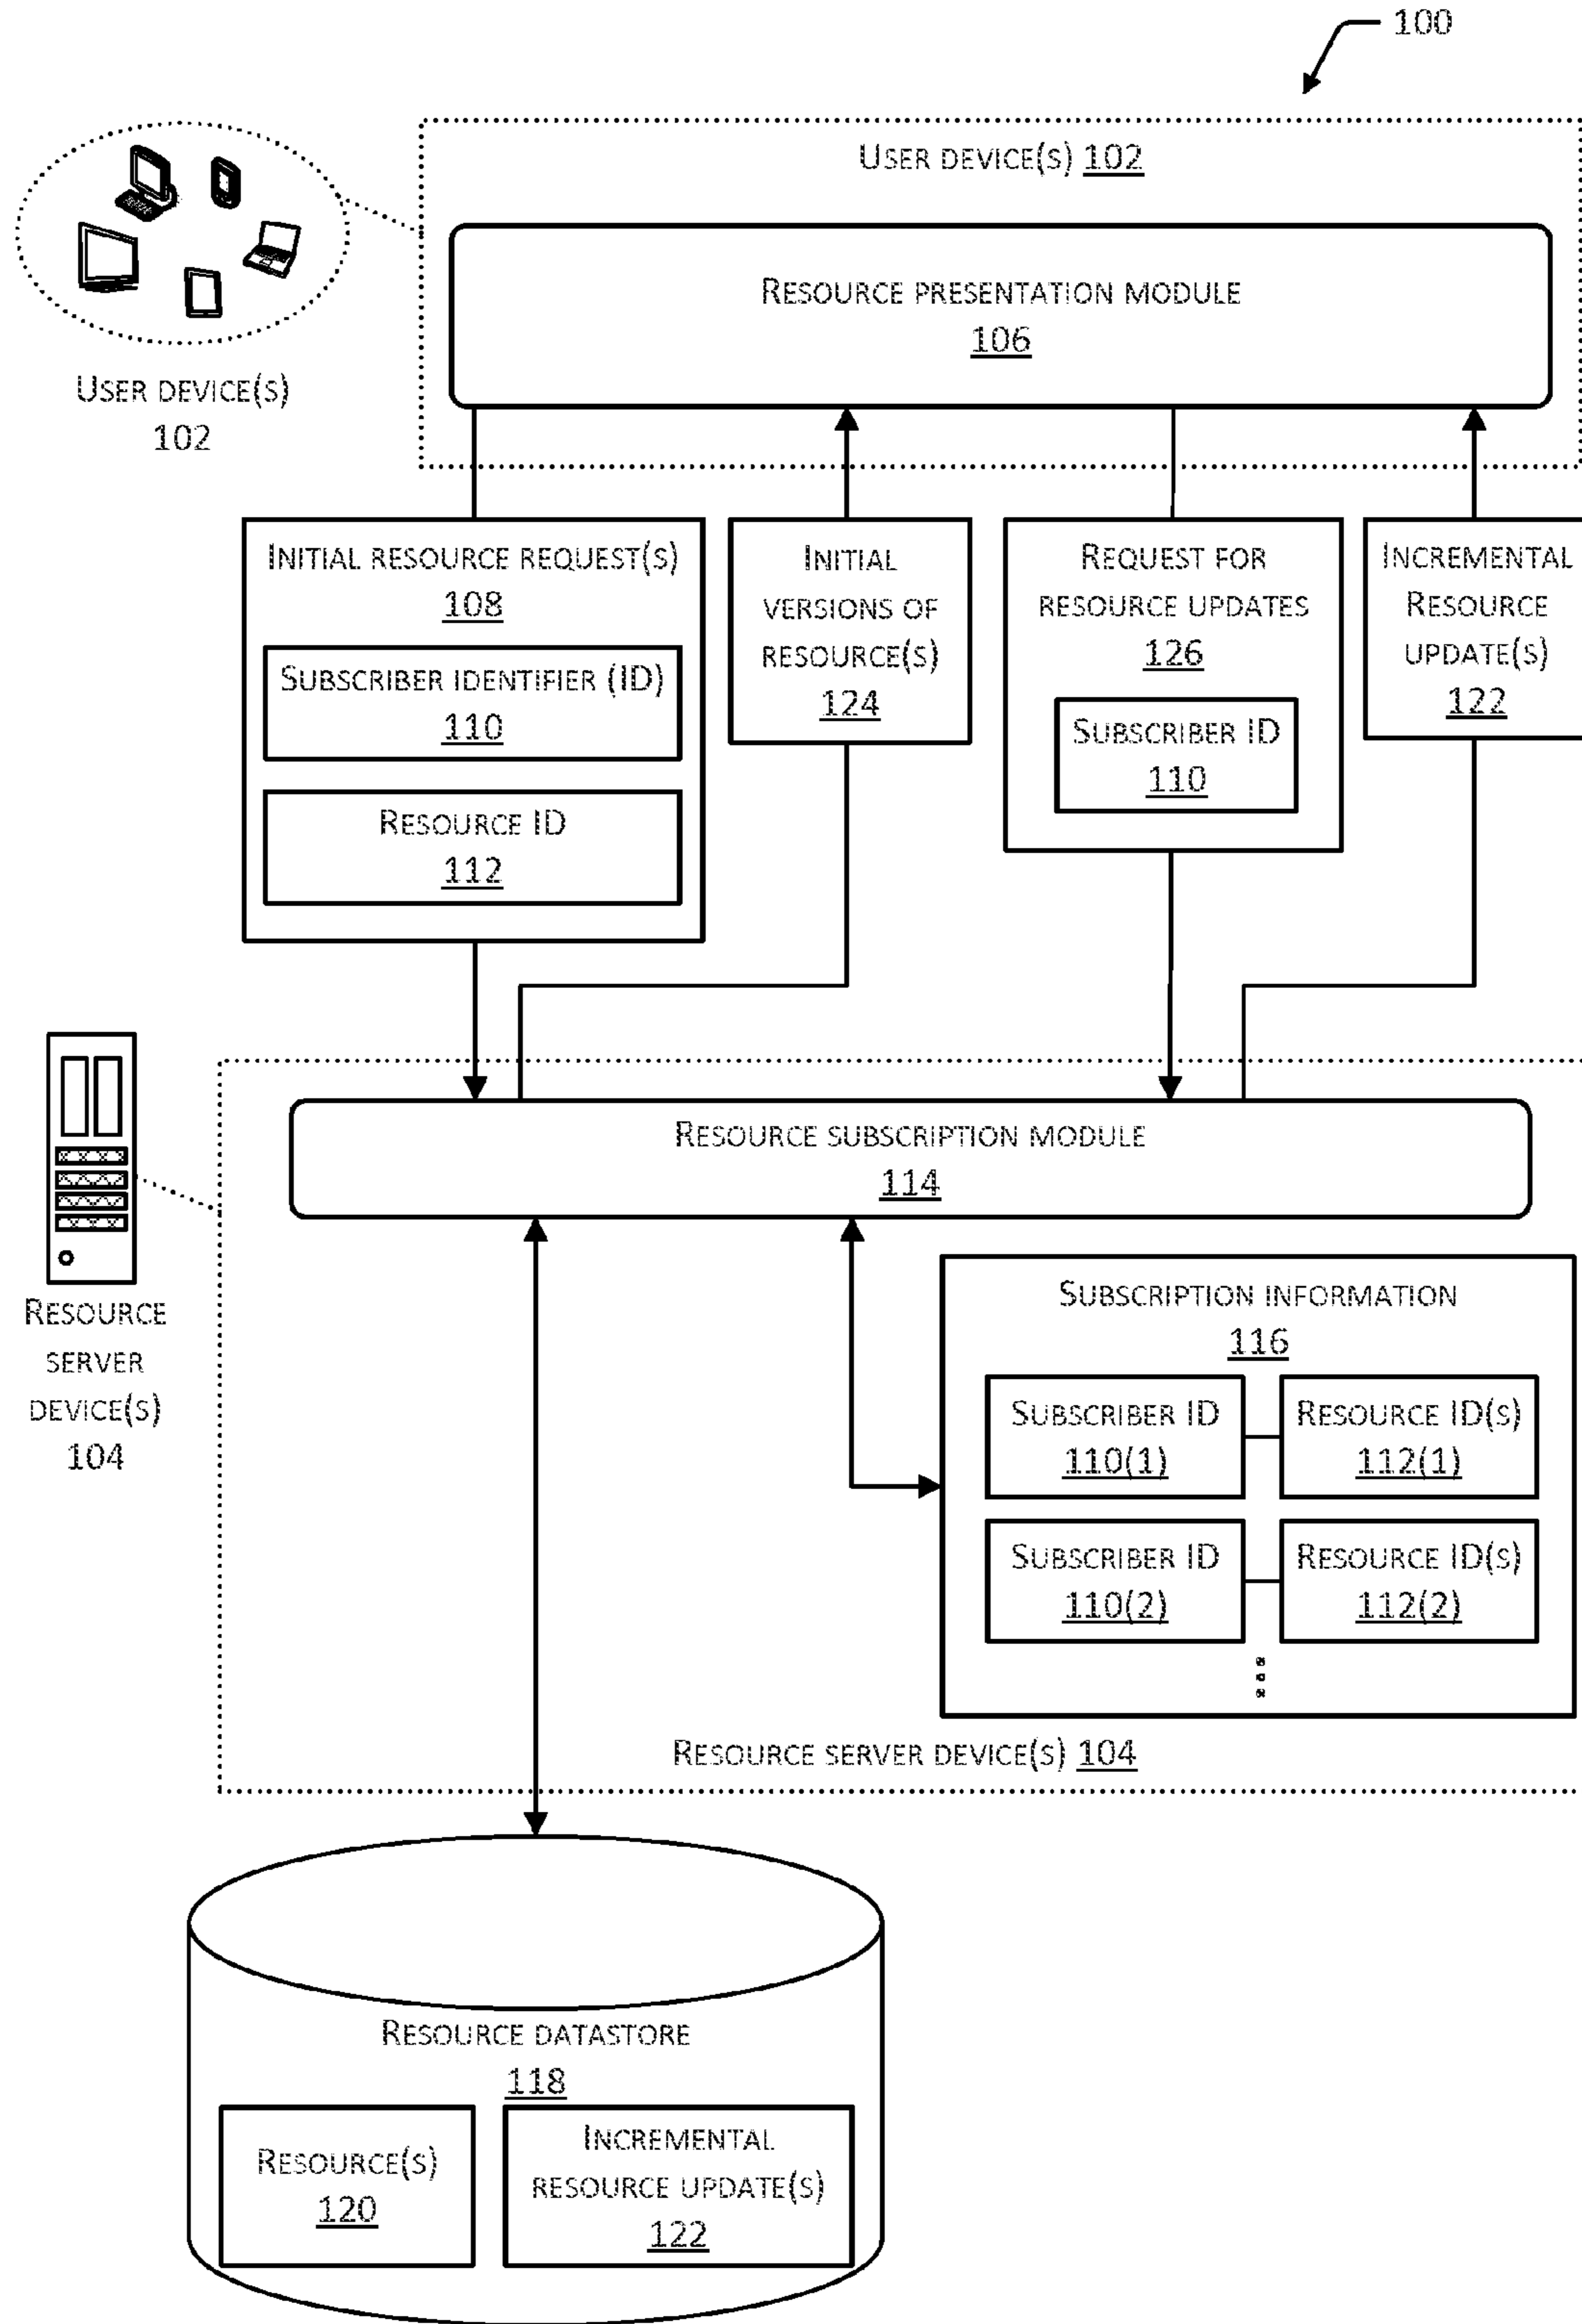 100
User device(s) 102
Resource presentation module
106
User device(s)
102
Initial resource request(s)
108
Subscriber identifier (ID)
110
Resource ID
112
Initial
versions of
resource(s)
124
Request for
resource updates
126
Subscriber ID
110
Incremental
Resource
update(s)
122
Resource subscription module
114
Resource
server
device(s)
104
Subscription information
116
Subscriber ID
110(1)
Resource ID(s)
112(1)
Subscriber ID
110(2)
Resource ID(s)
112(2)
Resource server device(s) 104
Resource datastore
118
Resource(s)
120
Incremental
resource update(s)
122